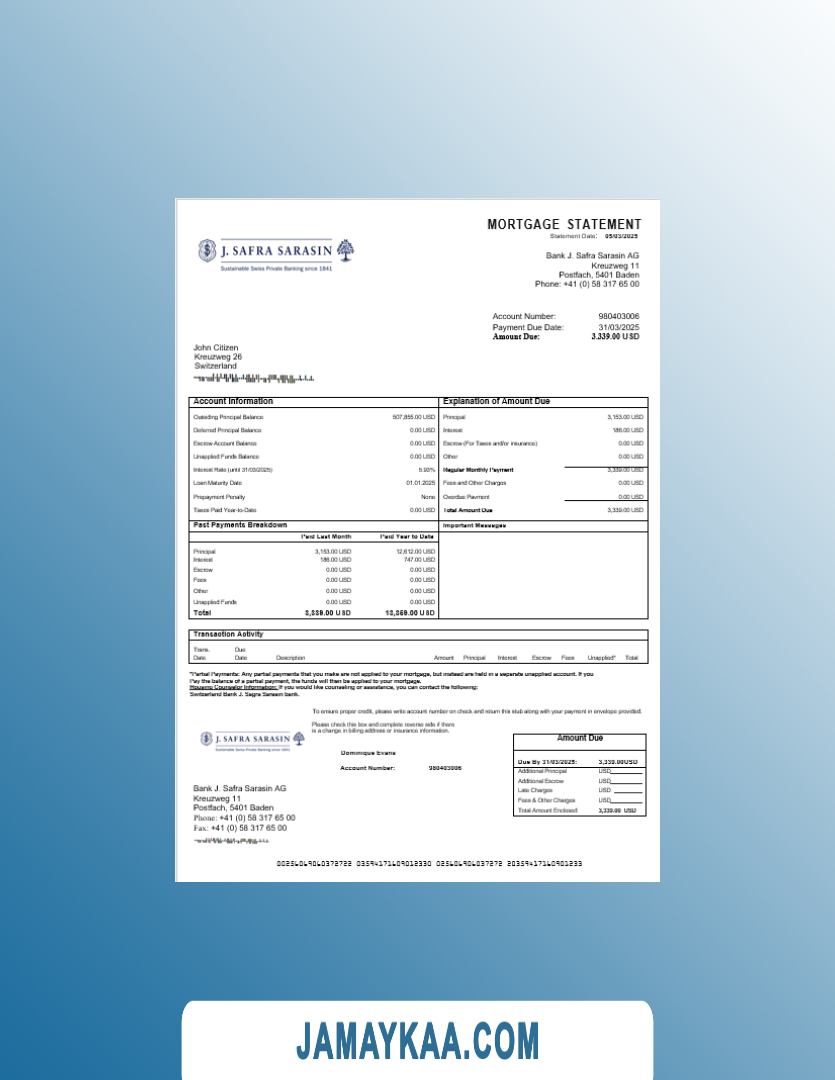 MORTGAGE STATEMENT
Statement Date: 05/03/2025
J. SAFRA SARASIN
Sustainable Swiss Private Banking since 1841
Bank J. Safra Sarasin AG
Kreuzweg 11
Postfach, 5401 Baden
Phone: +41 (0) 58 317 65 00
Account Number: 980403006
Payment Due Date: 31/03/2025
Amount Due: 3,339.00 USD
John Citizen
Kreuzweg 26
Switzerland
Account Information
Outsding Principal Balance 507,855.00 USD
Deferred Principal Balance 0.00 USD
Escrow Account Balance 0.00 USD
Unapplied Funds Balance 0.00 USD
Interest Rate (until 31/03/2025) 5.93%
Loan Maturity Date 01.01.2025
Prepayment Penalty None
Taxes Paid Year-to-Date 0.00 USD
Explanation of Amount Due
Principal 3,153.00 USD
Interest 186.00 USD
Escrow (For Taxes and/or insurance) 0.00 USD
Other 0.00 USD
Regular Monthly Payment 3,339.00 USD
Fees and Other Charges 0.00 USD
Overdue Payment 0.00 USD
Total Amount Due 3,339.00 USD
Past Payments Breakdown
Paid Last Month Paid Year to Date
Principal 3,153.00 USD 12,612.00 USD
Interest 186.00 USD 747.00 USD
Escrow 0.00 USD 0.00 USD
Fees 0.00 USD 0.00 USD
Other 0.00 USD 0.00 USD
Unapplied Funds 0.00 USD 0.00 USD
Total 3,339.00 USD 13,359.00 USD
Important Messages
Transaction Activity
Trans. Due
Date Date Description Amount Principal Interest Escrow Fees Unapplied* Total
*Partial Payments: Any partial payments that you make are not applied to your mortgage, but instead are held in a separate unapplied account. If you
Pay the balance of a partial payment, the funds will then be applied to your mortgage.
Housing Counselor Information: If you would like counseling or assistance, you can contact the following:
Switzerland Bank J. Sagra Sarasen bank.
To ensure proper credit, please write account number on check and return this stub along with your payment in envelope provided.
Please check this box and complete reverse side if there
is a change in billing address or insurance information.
J. SAFRA SARASIN
Sustainable Swiss Private Banking since 1841
Dominique Evans
Account Number: 980403006
Bank J. Safra Sarasin AG
Kreuzweg 11
Postfach, 5401 Baden
Phone: +41 (0) 58 317 65 00
Fax: +41 (0) 58 317 65 00
Amount Due
Due By 31/03/2025: 3,339.00USD
Additional Principal USD
Additional Escrow USD
Late Charges USD
Fees & Other Charges USD
Total Amount Enclosed 3,339.00 USD
00256069060372722 03594171609012330 025606906037272 20359417160901233
JAMAYKAA.COM